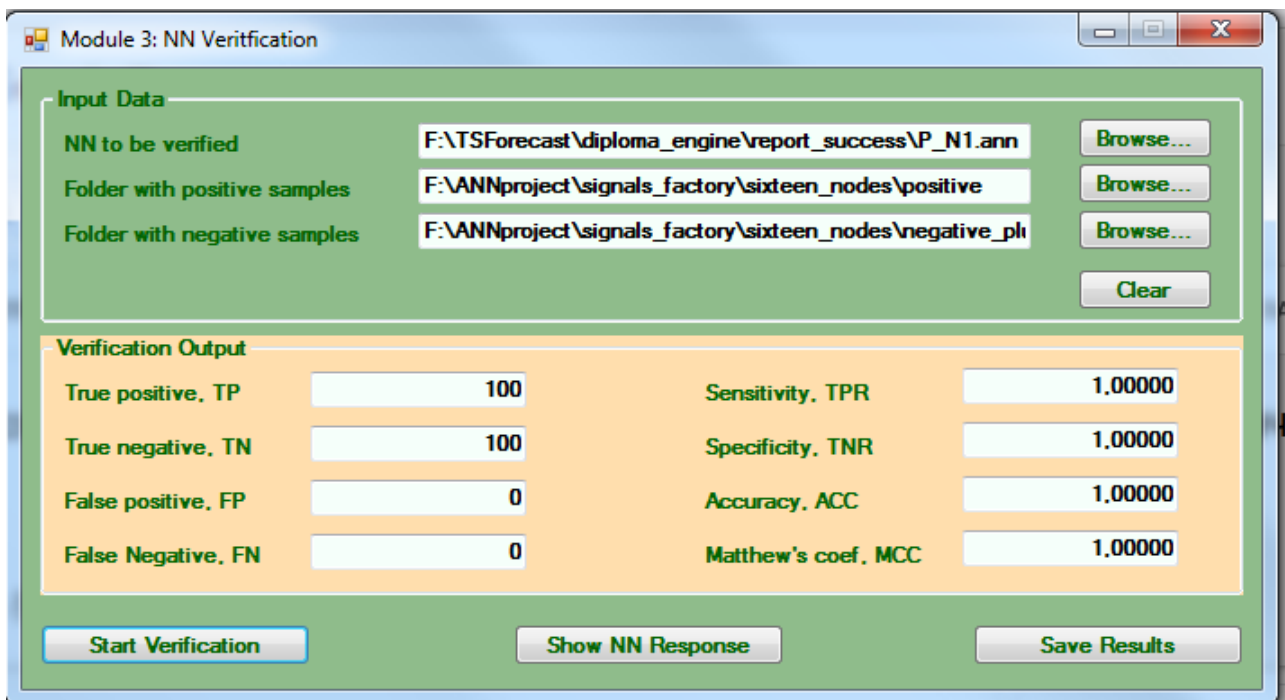 Module 3: NN Veritfication
Input Data
NN to be verified F:\TSForecast\diploma_engine\report_success\P_N1.ann Browse...
Folder with positive samples F:\ANNproject\signals_factory\sixteen_nodes\positive Browse...
Folder with negative samples F:\ANNproject\signals_factory\sixteen_nodes\negative_plu Browse...
Clear
Verification Output
True positive, TP 100 Sensitivity, TPR 1,00000
True negative, TN 100 Specificity, TNR 1,00000
False positive, FP 0 Accuracy, ACC 1,00000
False Negative, FN 0 Matthew's coef, MCC 1,00000
Start Verification Show NN Response Save Results